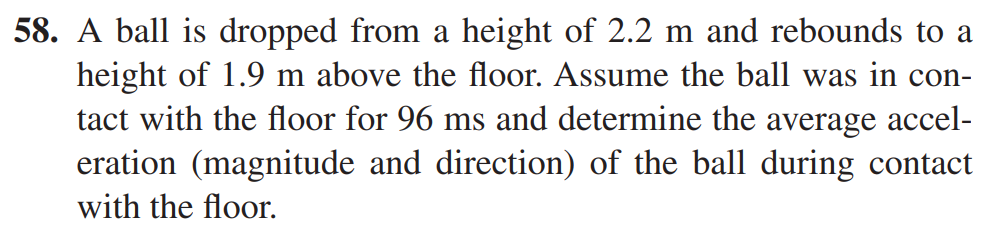 58. A ball is dropped from a height of 2.2 m and rebounds to a
height of 1.9 m above the floor. Assume the ball was in con-
tact with the floor for 96 ms and determine the average accel-
eration (magnitude and direction) of the ball during contact
with the floor.